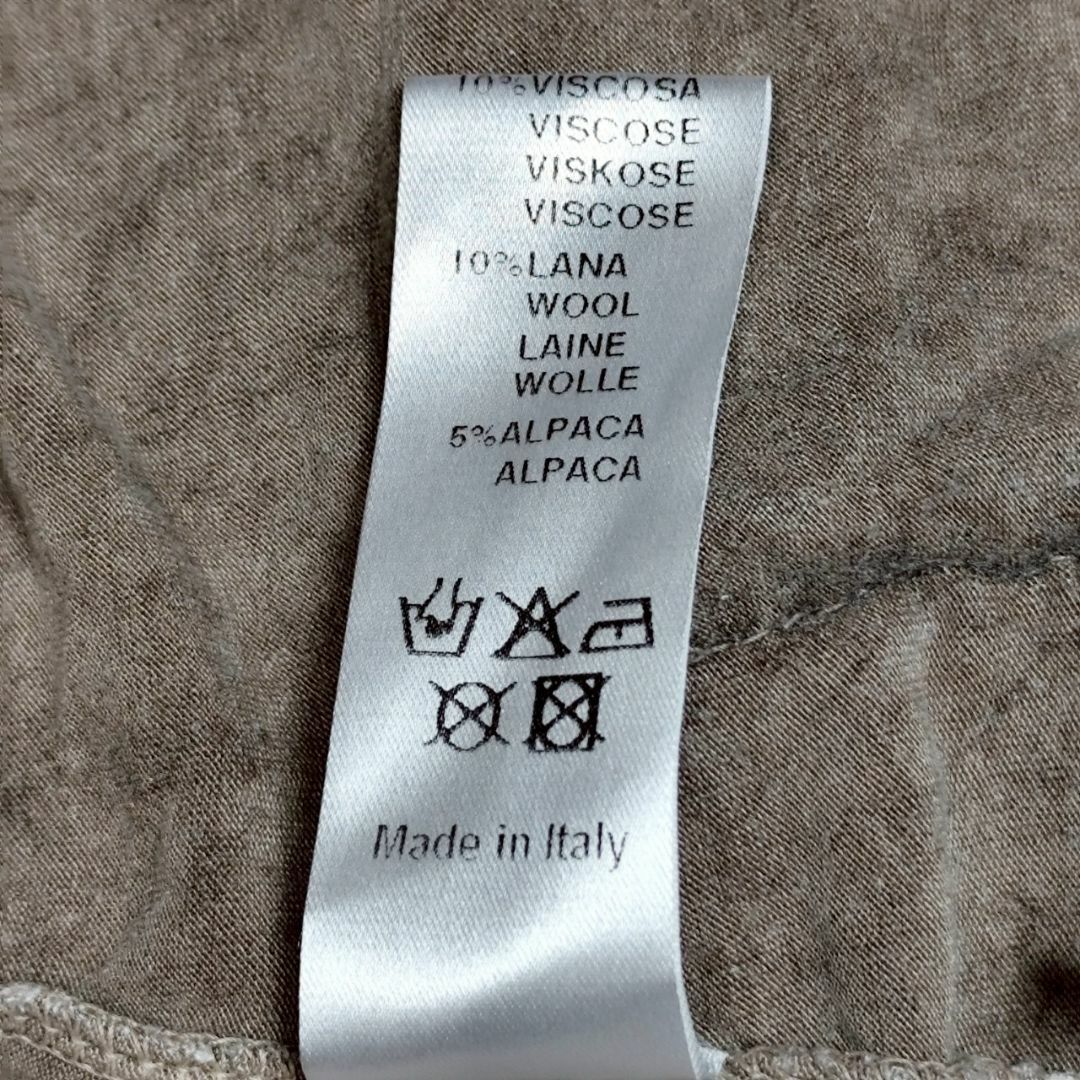 10%VISCOSA
VISCOSE
VISKOSE
VISCOSE
10%LANA
WOOL
LAINE
WOLLE
5%ALPACA
ALPACA
Made in Italy